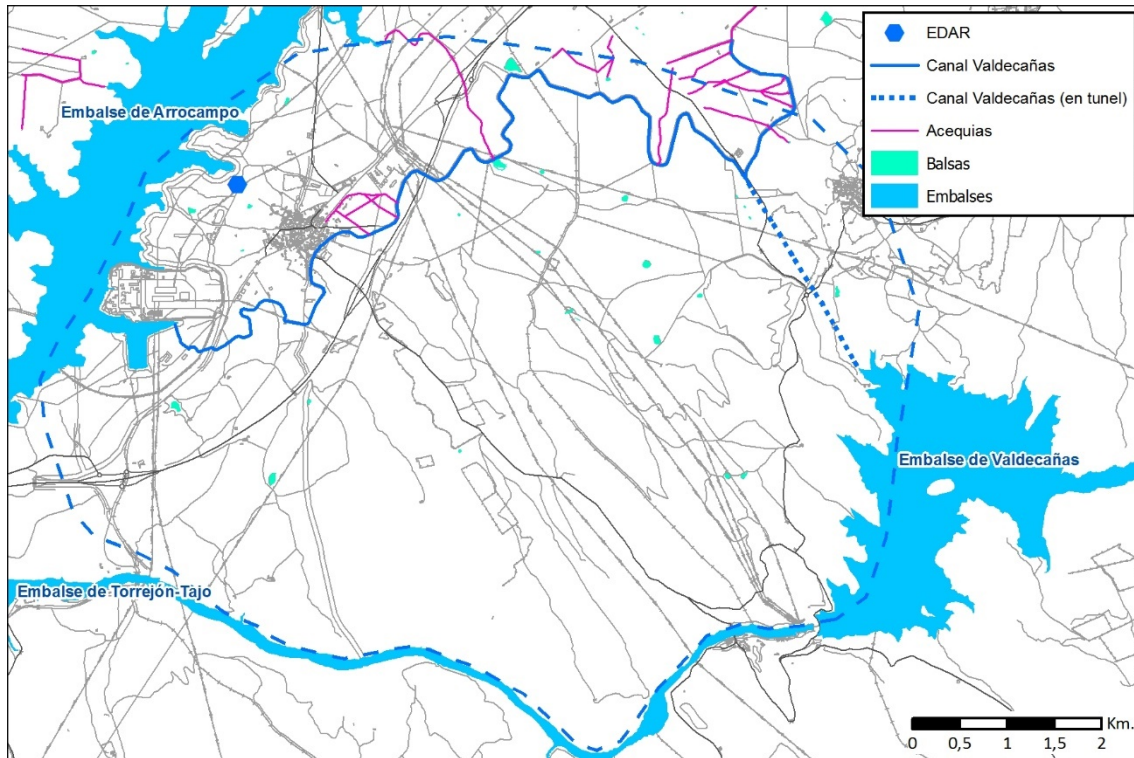 EDAR
Canal Valdecañas
Canal Valdecañas (en tunel)
Acequias
Balsas
Embalses
Embalse de Arrocampo
Embalse de Valdecañas
Embalse de Torrejón-Tajo
Km.
0 0,5 1 1,5 2